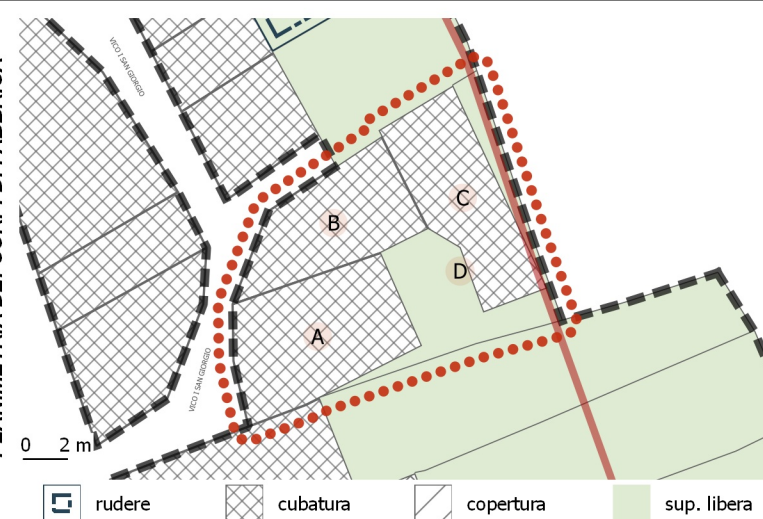 VICO I SAN GIORGIO
C
B
D
A
VICO I SAN GIORGIO
0 2 m
rudere cubatura copertura sup. libera